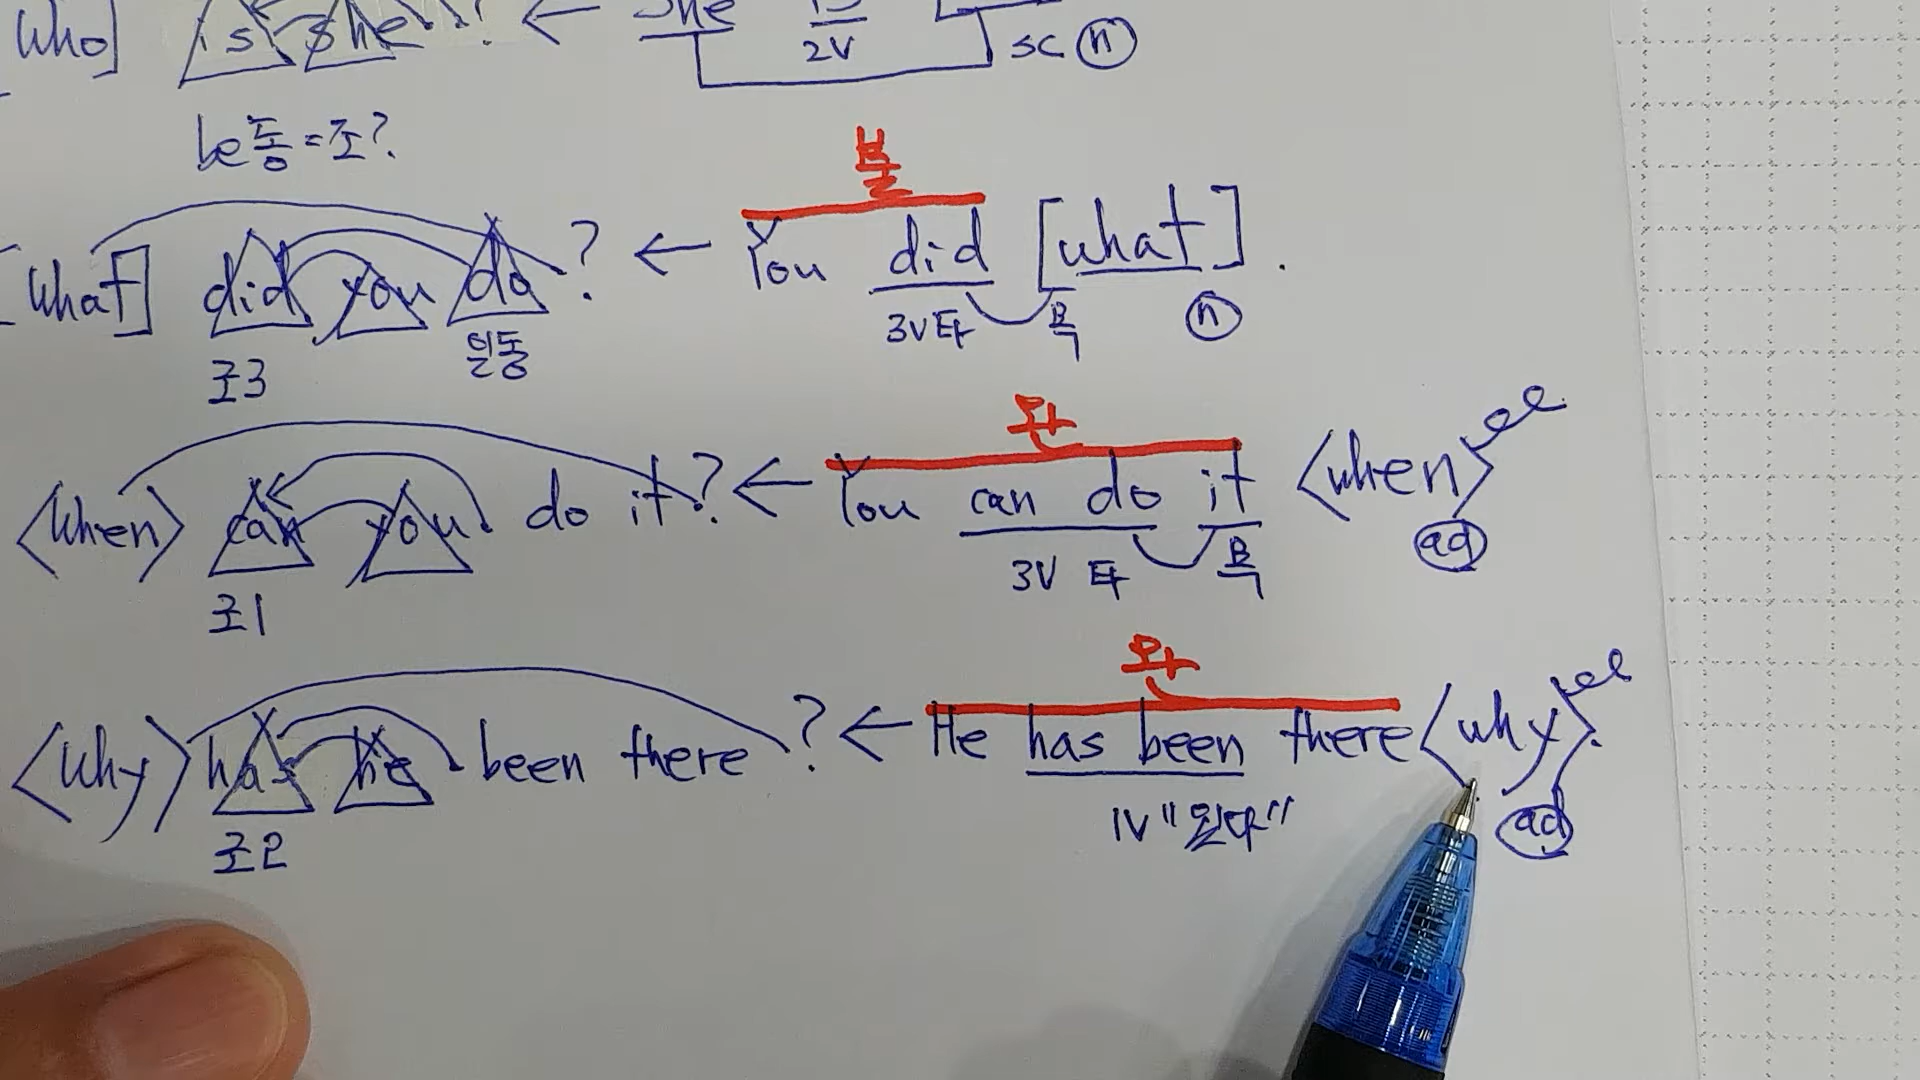 [Who] is she ? ← She is
2V SC n
be동=조?
불
[What] did you do ? ← You did [what].
조3 일동 3V타 목 n
완
<When> can you do it? ← You can do it <when>
조1 3V 타 목 ad
완
<Why> has he been there ? ← He has been there <why>.
조2 1V "있다" ad